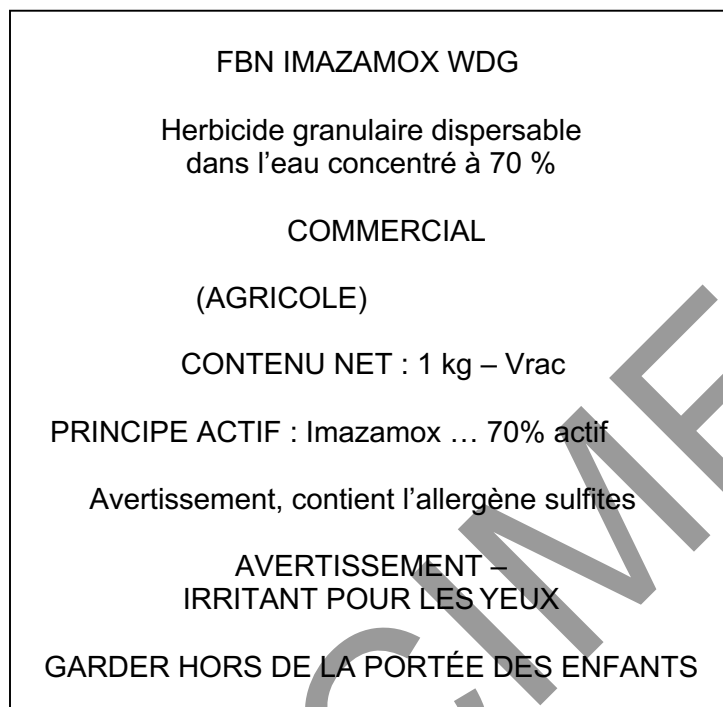 FBN IMAZAMOX WDG
Herbicide granulaire dispersable
dans l’eau concentré à 70 %
COMMERCIAL
(AGRICOLE)
CONTENU NET : 1 kg – Vrac
PRINCIPE ACTIF : Imazamox … 70% actif
Avertissement, contient l’allergène sulfites
AVERTISSEMENT –
IRRITANT POUR LES YEUX
GARDER HORS DE LA PORTÉE DES ENFANTS